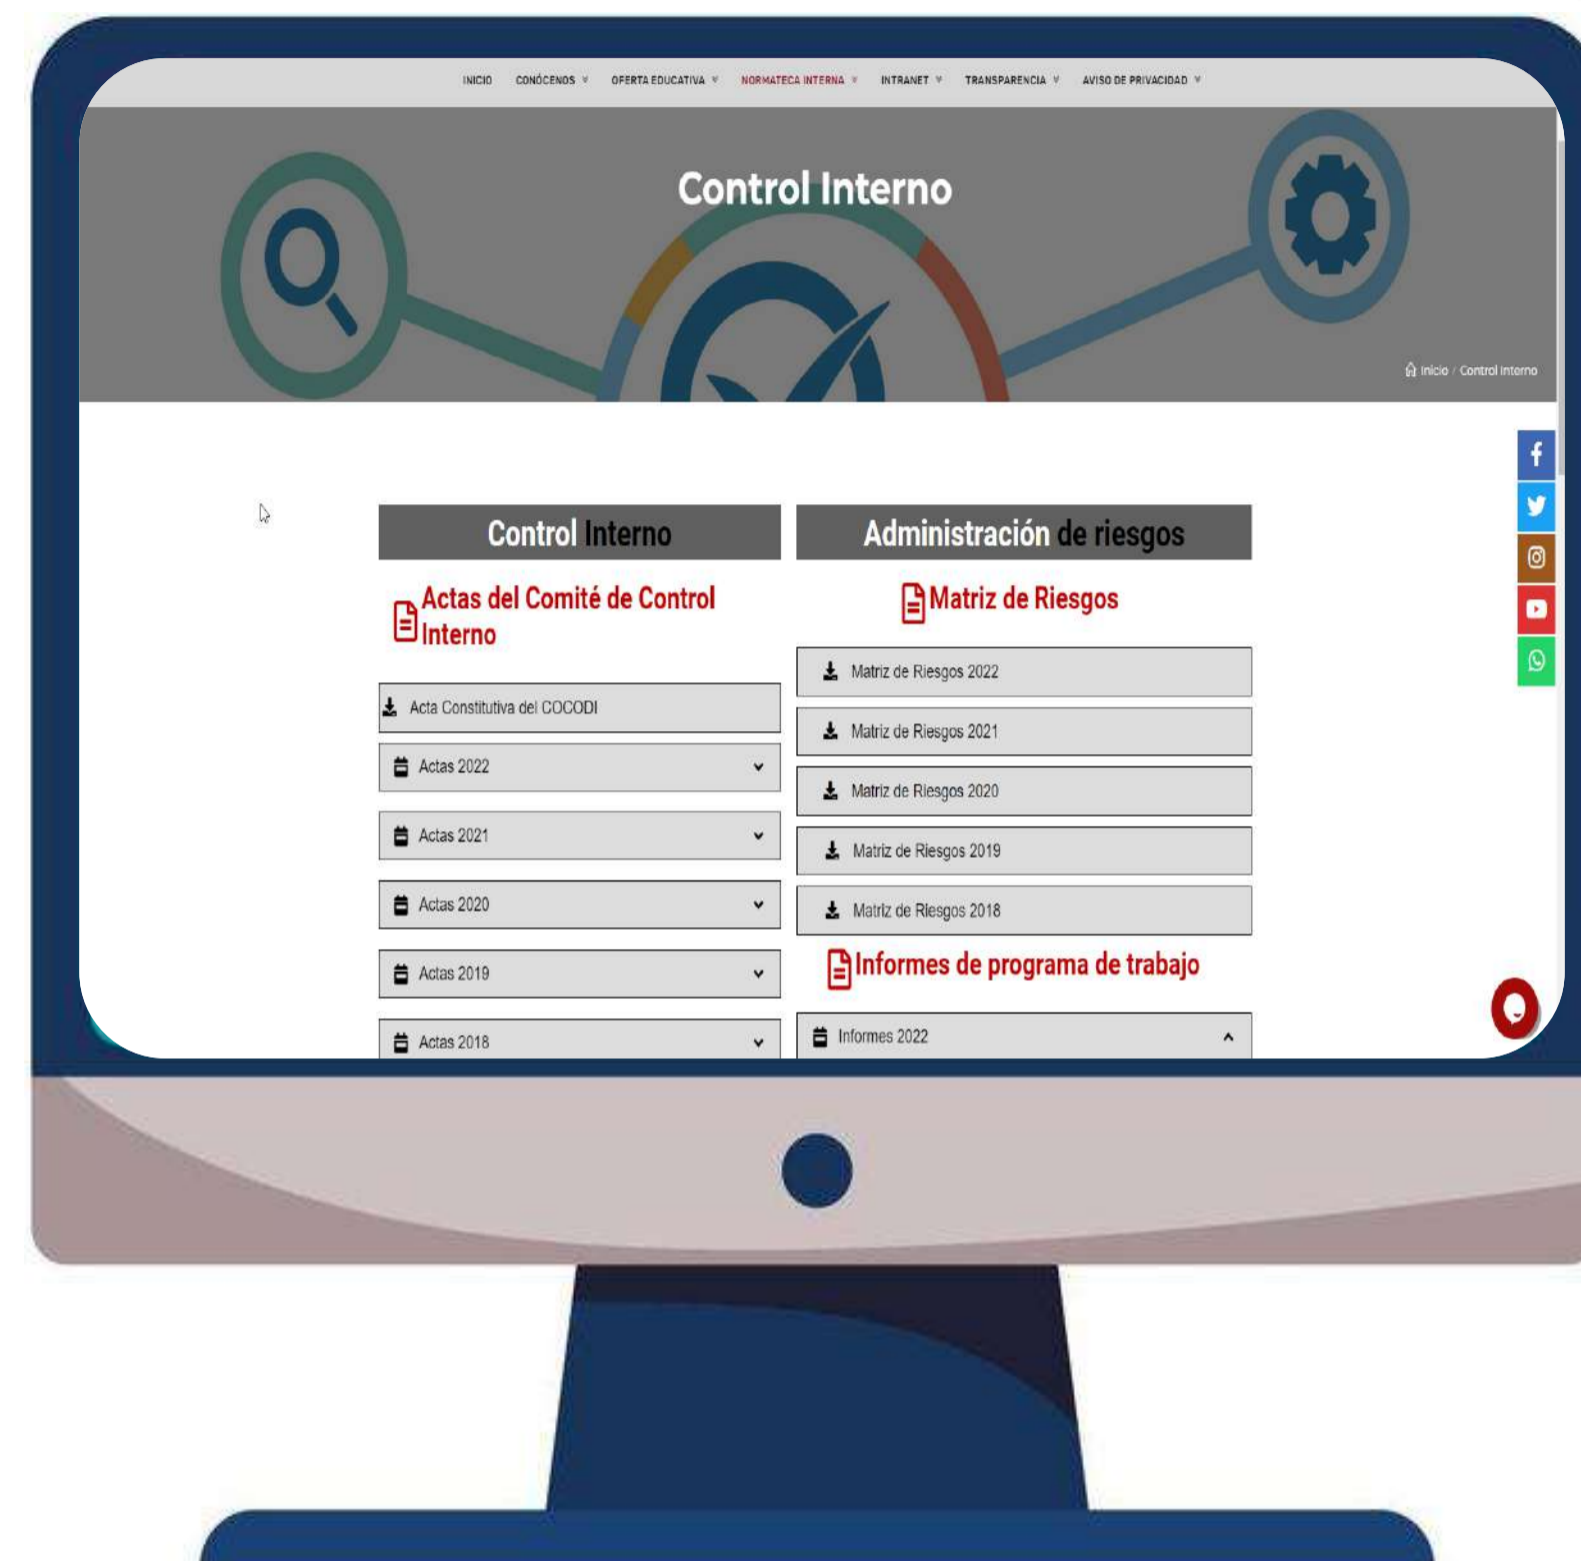 INICIO CONÓCENOS OFERTA EDUCATIVA NORMATECA INTERNA INTRANET TRANSPARENCIA AVISO DE PRIVACIDAD
Control Interno
Inicio / Control Interno
Control Interno
Actas del Comité de Control
Interno
Acta Constitutiva del COCODI
Actas 2022
Actas 2021
Actas 2020
Actas 2019
Actas 2018
Administración de riesgos
Matriz de Riesgos
Matriz de Riesgos 2022
Matriz de Riesgos 2021
Matriz de Riesgos 2020
Matriz de Riesgos 2019
Matriz de Riesgos 2018
Informes de programa de trabajo
Informes 2022